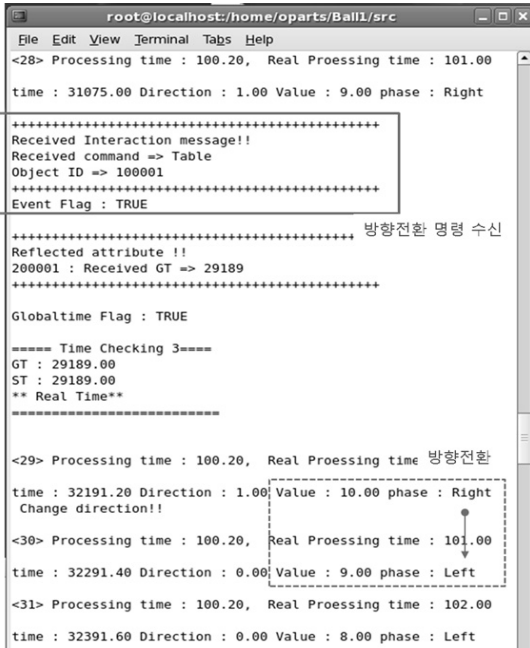 root@localhost:/home/oparts/Ball1/src
File Edit View Terminal Tabs Help
<28> Prosessing time : 100.20, Real Proessing time : 101.00
time : 31075.00 Direction : 1.00 Value : 9.00 phase : Right
++++++++++++++++++++++++++++++++++++++++++++++
Received Interaction message!!
Received command => Table
Object ID => 100001
++++++++++++++++++++++++++++++++++++++++++++++
Event Flag : TRUE
방향전환 명령 수신
+++++++++++++++++++++++++++++++++++++++++++
Reflected attribute !!
200001 : Received GT => 29189
++++++++++++++++++++++++++++++++++++++++++++++
Globaltime Flag : TRUE
===== Time Checking 3====
GT : 29189.00
ST : 29189.00
** Real Time**
==========================
<29> Prosessing time : 100.20, Real Proessing time 방향전환
time : 32191.20 Direction : 1.00 Value : 10.00 phase : Right
Change direction!!
<30> Prosessing time : 100.20, Real Proessing time : 101.00
time : 32291.40 Direction : 0.00 Value : 9.00 phase : Left
<31> Prosessing time : 100.20, Real Proessing time : 102.00
time : 32391.60 Direction : 0.00 Value : 8.00 phase : Left